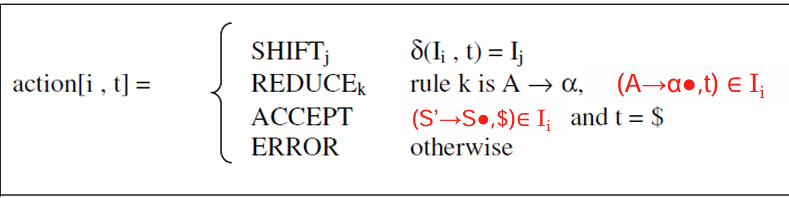 SHIFTj δ(Ii , t) = Ij
action[i , t] = REDUCEk rule k is A → α, (A→α●,t) ∈ Ii
ACCEPT (S’→S●,$)∈ Ii and t = $
ERROR otherwise